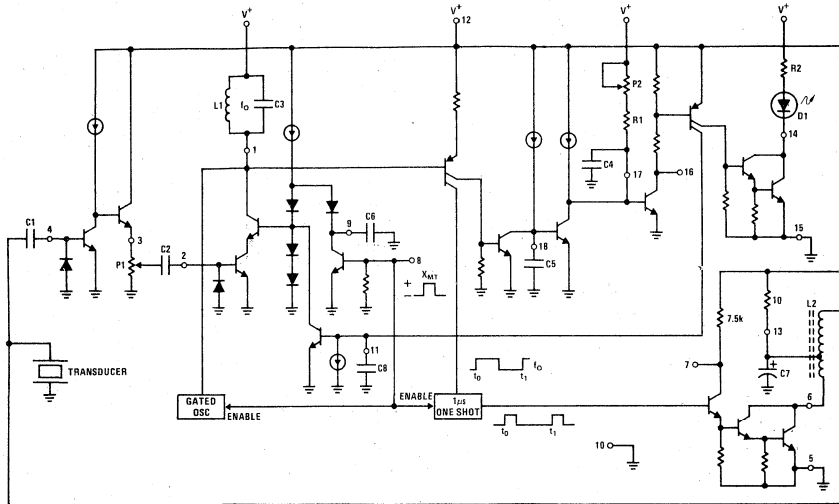 V+
V+
12
V+
V+
R2
D1
14
L1
fO
C3
P2
R1
C4
17
16
1
C1
4
3
C2
2
P1
9
C6
8
XMT
+
−
18
C5
15
7.5k
10
L2
13
7
C7
+
6
11
C8
TRANSDUCER
GATED
OSC
ENABLE
ENABLE
1μs
ONE SHOT
t0
t1
fO
t0
t1
10
5